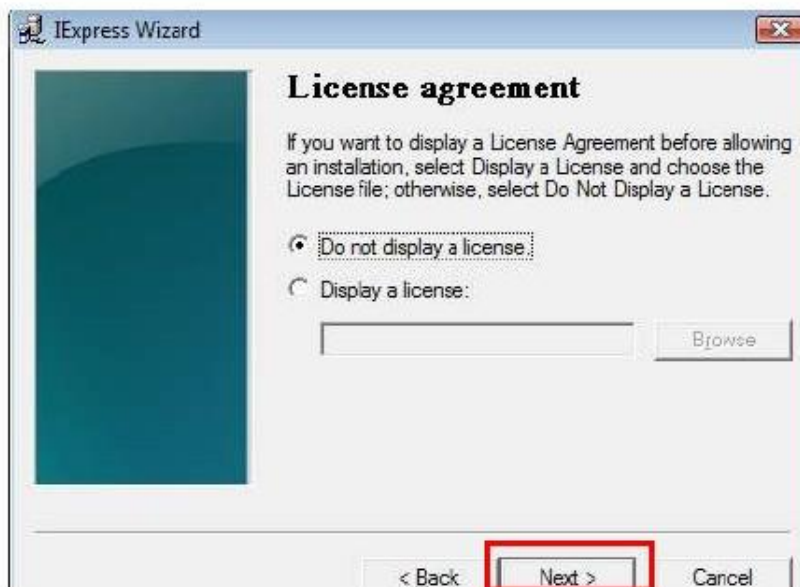 IExpress Wizard
License agreement
If you want to display a License Agreement before allowing
an installation, select Display a License and choose the
License file; otherwise, select Do Not Display a License.
Do not display a license.
Display a license:
Browse
< Back
Next >
Cancel